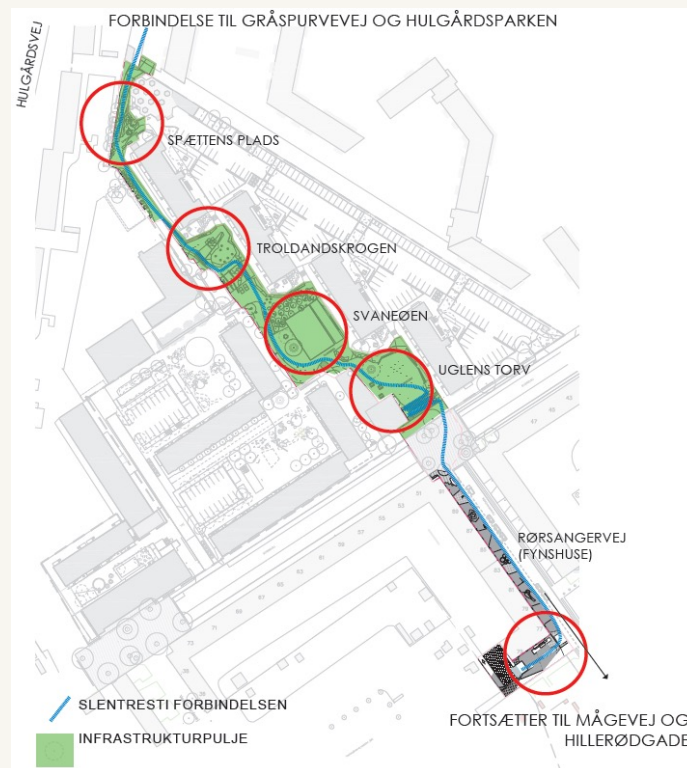 FORBINDELSE TIL GRÅSPURVEVEJ OG HULGÅRDSPARKEN
HULGÅRDSVEJ
SPÆTTENS PLADS
TROLDANDSKROGEN
SVANEØEN
UGLENS TORV
RØRSANGERVEJ
(FYNSHUSE)
SLENTRESTI FORBINDELSEN
INFRASTRUKTURPULJE
FORTSÆTTER TIL MÅGEVEJ OG
HILLERØDGADE